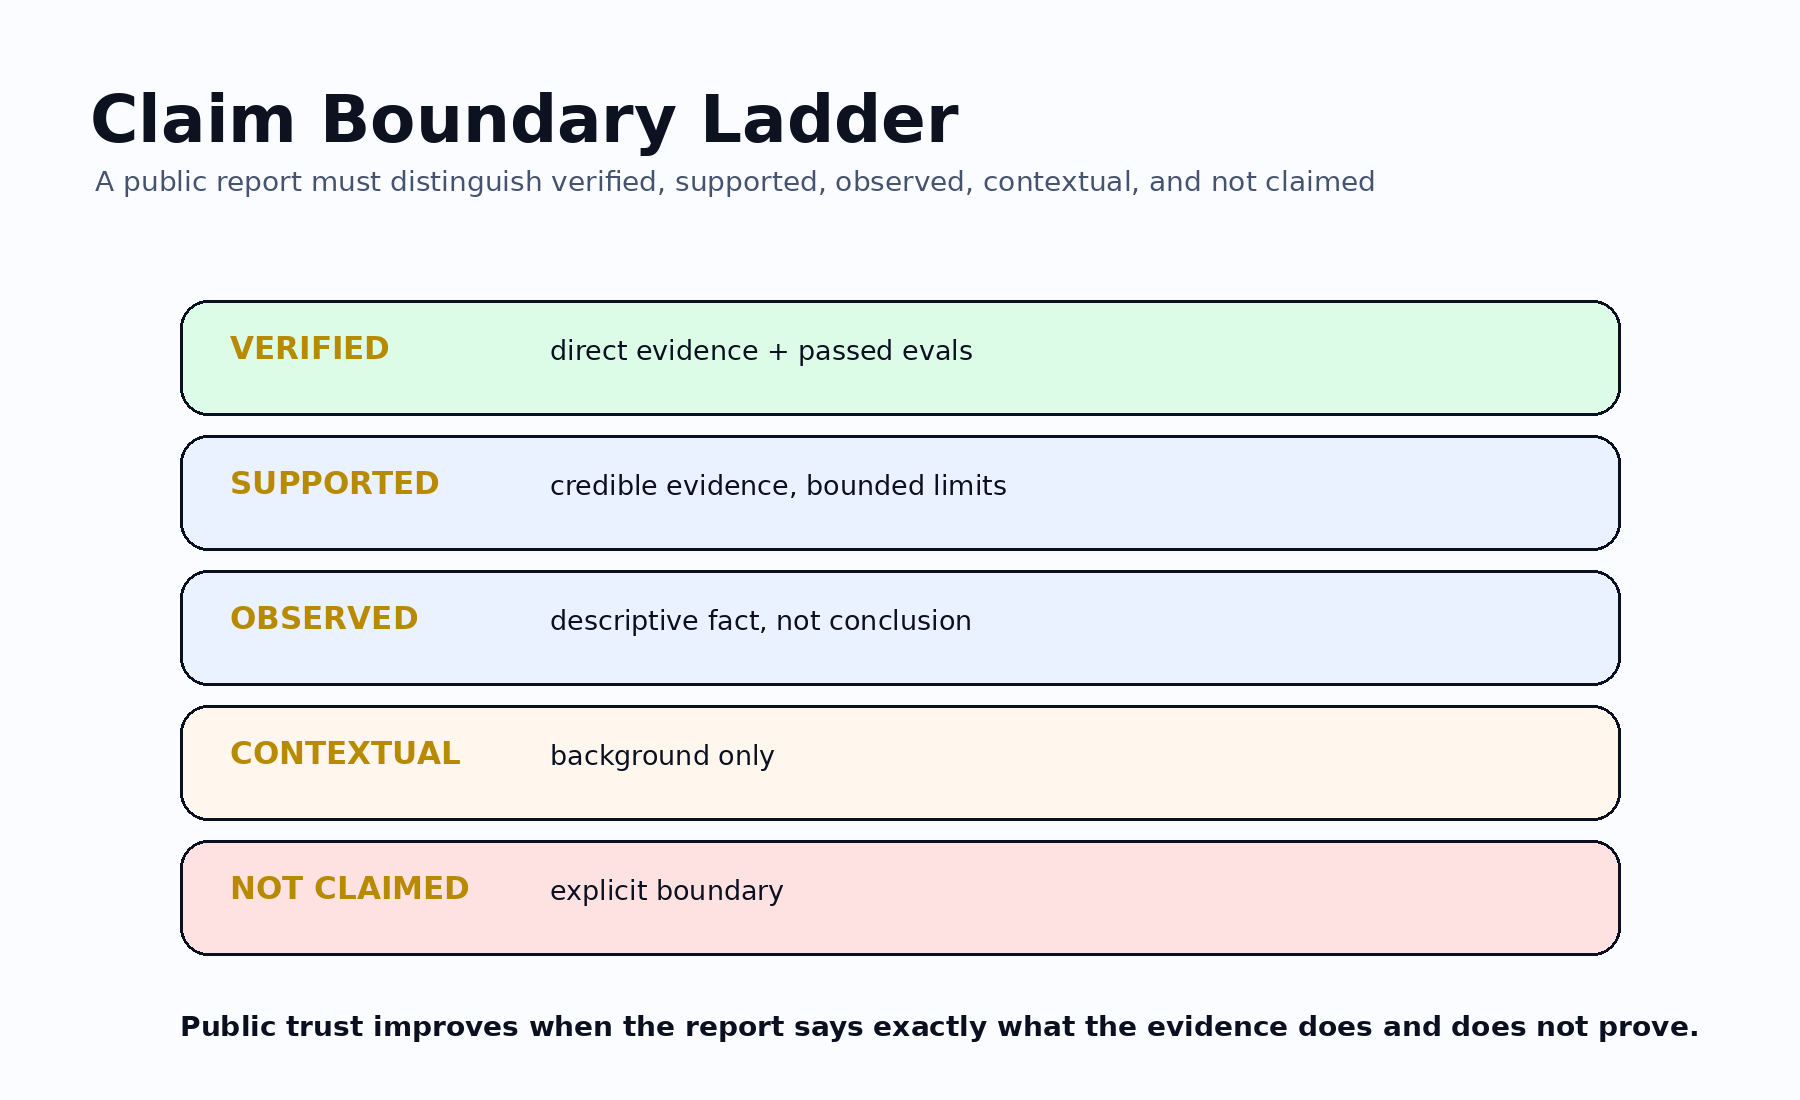 Claim Boundary Ladder
A public report must distinguish verified, supported, observed, contextual, and not claimed
VERIFIED direct evidence + passed evals
SUPPORTED credible evidence, bounded limits
OBSERVED descriptive fact, not conclusion
CONTEXTUAL background only
NOT CLAIMED explicit boundary
Public trust improves when the report says exactly what the evidence does and does not prove.